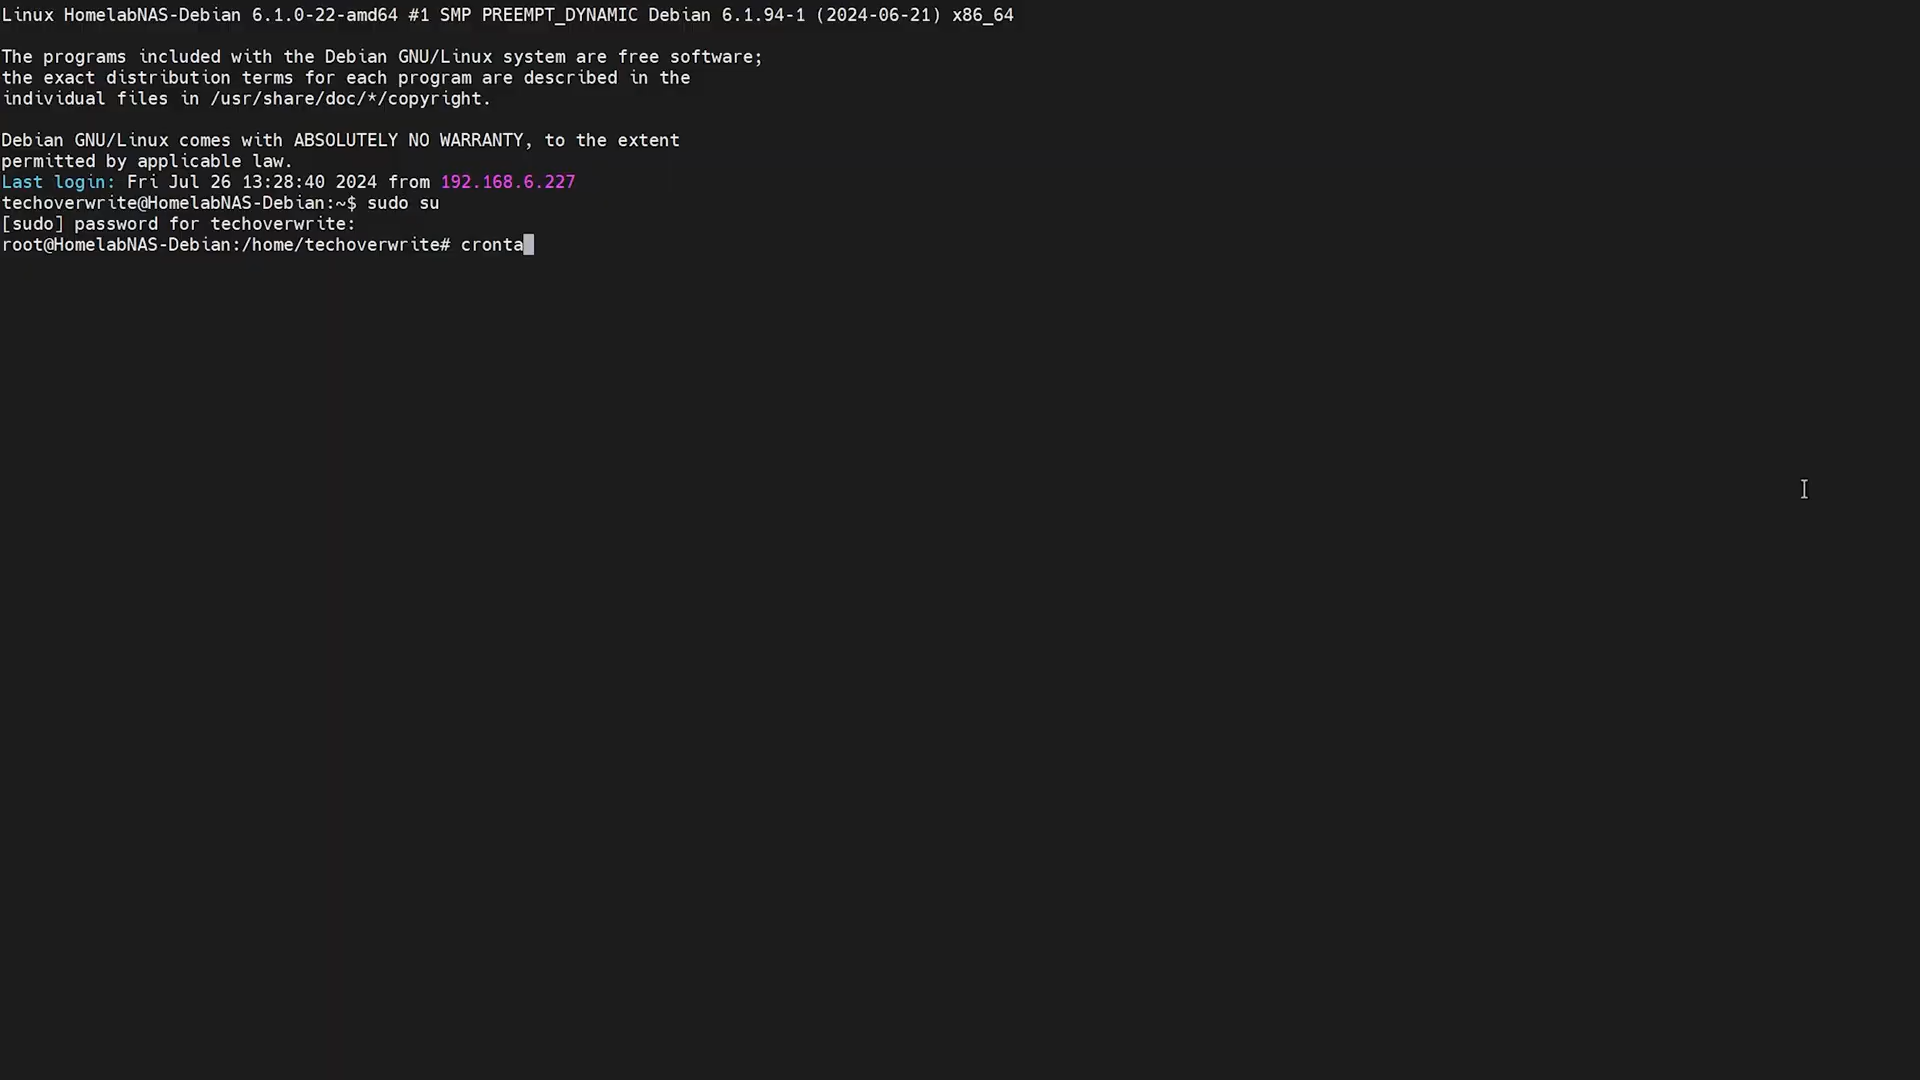 Linux HomelabNAS-Debian 6.1.0-22-amd64 #1 SMP PREEMPT_DYNAMIC Debian 6.1.94-1 (2024-06-21) x86_64
The programs included with the Debian GNU/Linux system are free software;
the exact distribution terms for each program are described in the
individual files in /usr/share/doc/*/copyright.
Debian GNU/Linux comes with ABSOLUTELY NO WARRANTY, to the extent
permitted by applicable law.
Last login: Fri Jul 26 13:28:40 2024 from 192.168.6.227
techoverwrite@HomelabNAS-Debian:~$ sudo su
[sudo] password for techoverwrite:
root@HomelabNAS-Debian:/home/techoverwrite# cronta